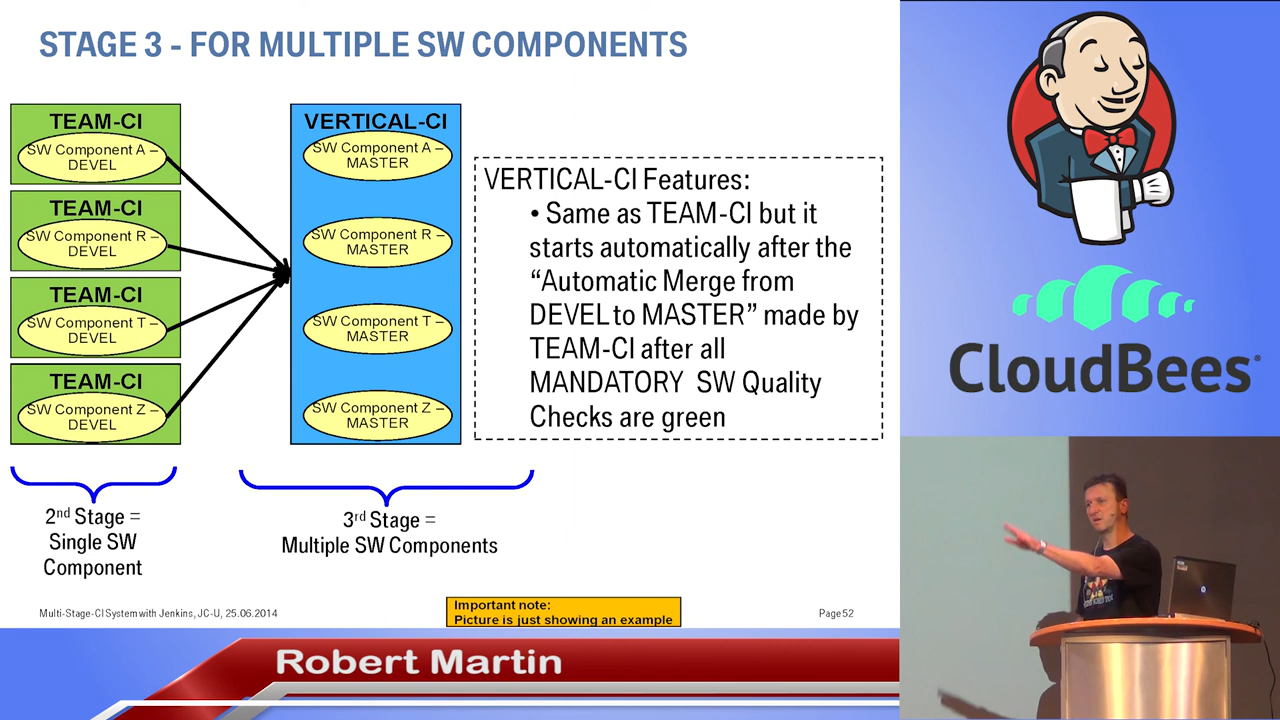 STAGE 3 - FOR MULTIPLE SW COMPONENTS
TEAM-CI
SW Component A –
DEVEL
TEAM-CI
SW Component R –
DEVEL
TEAM-CI
SW Component T –
DEVEL
TEAM-CI
SW Component Z –
DEVEL
VERTICAL-CI
SW Component A –
MASTER
SW Component R –
MASTER
SW Component T –
MASTER
SW Component Z –
MASTER
VERTICAL-CI Features:
• Same as TEAM-CI but it
starts automatically after the
“Automatic Merge from
DEVEL to MASTER” made by
TEAM-CI after all
MANDATORY SW Quality
Checks are green
2nd Stage =
Single SW
Component
3rd Stage =
Multiple SW Components
Multi-Stage-CI System with Jenkins, JC-U, 25.06.2014
Important note:
Picture is just showing an example
Page 52
CloudBees
Robert Martin